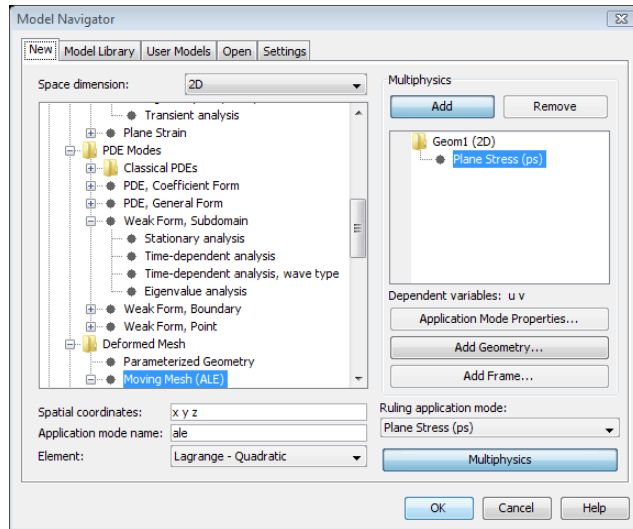 Model Navigator
New Model Library User Models Open Settings
Space dimension: 2D
Transient analysis
Plane Strain
PDE Modes
Classical PDEs
PDE, Coefficient Form
PDE, General Form
Weak Form, Subdomain
Stationary analysis
Time-dependent analysis
Time-dependent analysis, wave type
Eigenvalue analysis
Weak Form, Boundary
Weak Form, Point
Deformed Mesh
Parameterized Geometry
Moving Mesh (ALE)
Spatial coordinates: x y z
Application mode name: ale
Element: Lagrange - Quadratic
Multiphysics
Add Remove
Geom1 (2D)
Plane Stress (ps)
Dependent variables: u v
Application Mode Properties...
Add Geometry...
Add Frame...
Ruling application mode:
Plane Stress (ps)
Multiphysics
OK Cancel Help